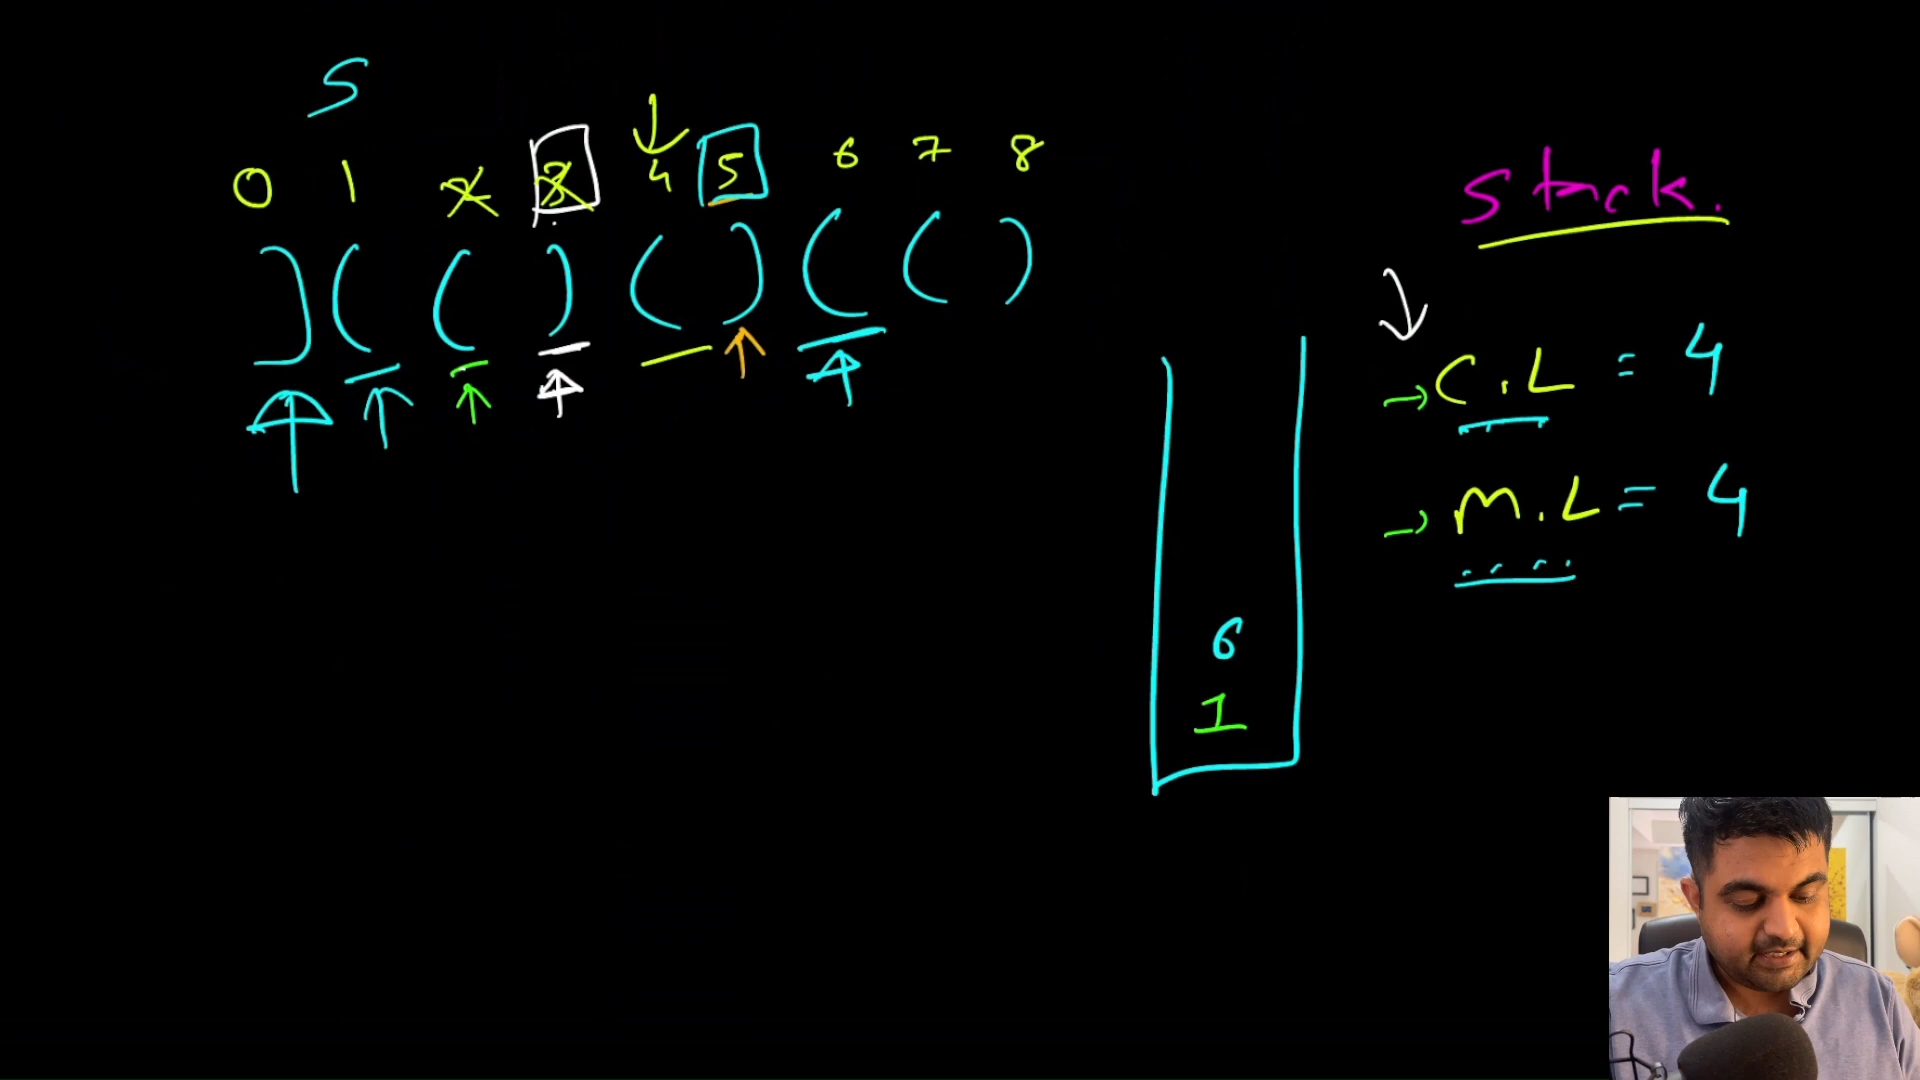 S
0 1 2 3 4 5 6 7 8
) ( ( ) ( ) ( ( )
stack.
→ C.L = 4
→ M.L = 4
6
1